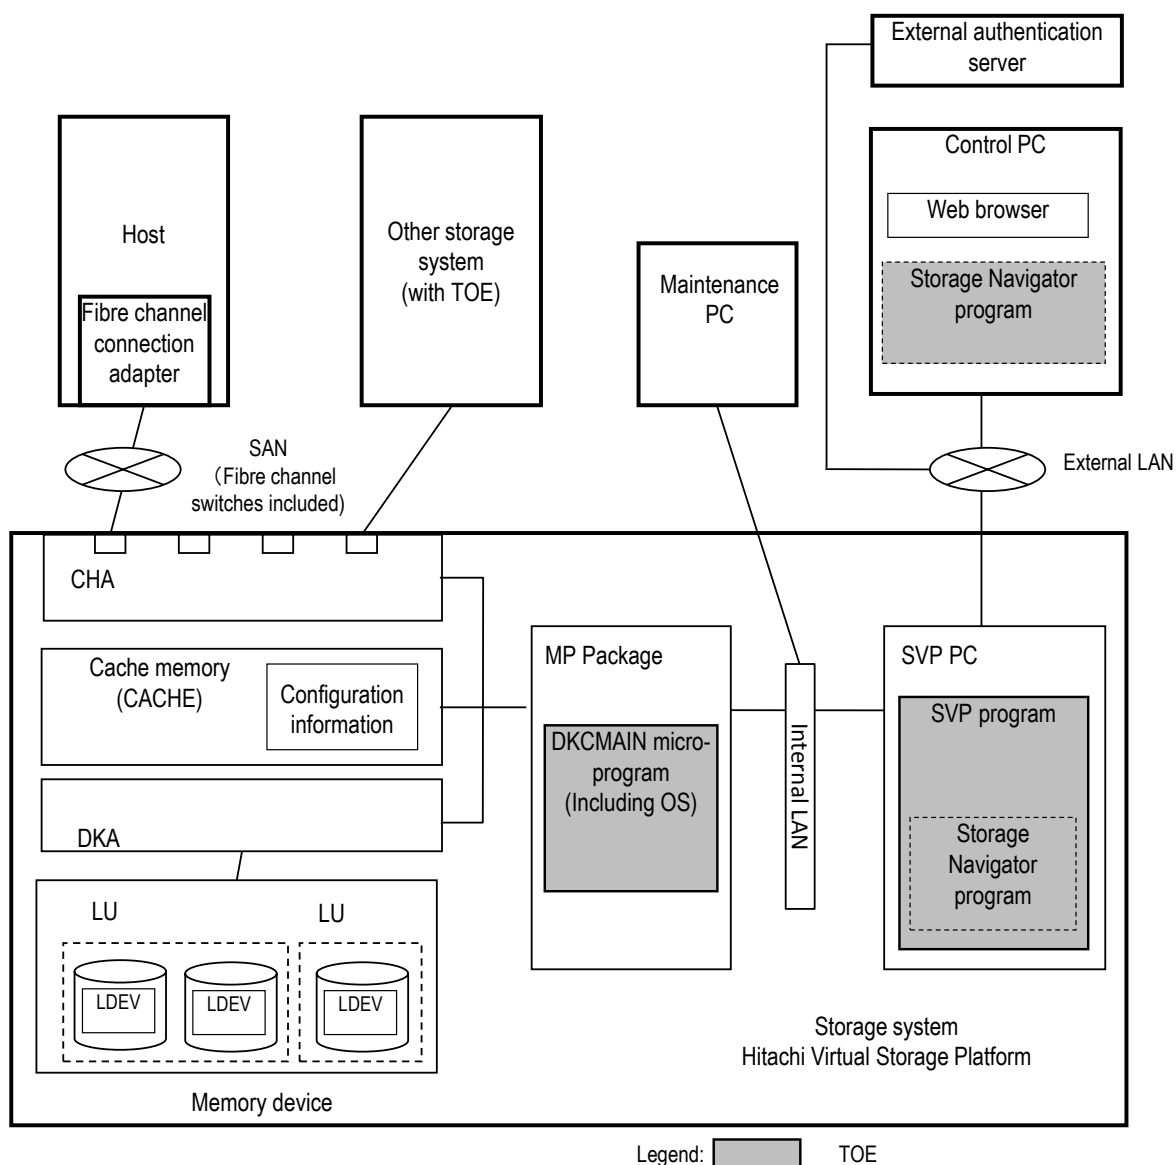 External authentication
server
Control PC
Web browser
Storage Navigator
program
Host
Fibre channel
connection
adapter
Other storage
system
(with TOE)
Maintenance
PC
SAN
（Fibre channel
switches included)
External LAN
CHA
Cache memory
(CACHE)
Configuration
information
DKA
LU
LU
LDEV
LDEV
LDEV
Memory device
MP Package
DKCMAIN micro-
program
(Including OS)
Internal LAN
SVP PC
SVP program
Storage
Navigator
program
Storage system
Hitachi Virtual Storage Platform
Legend:
TOE